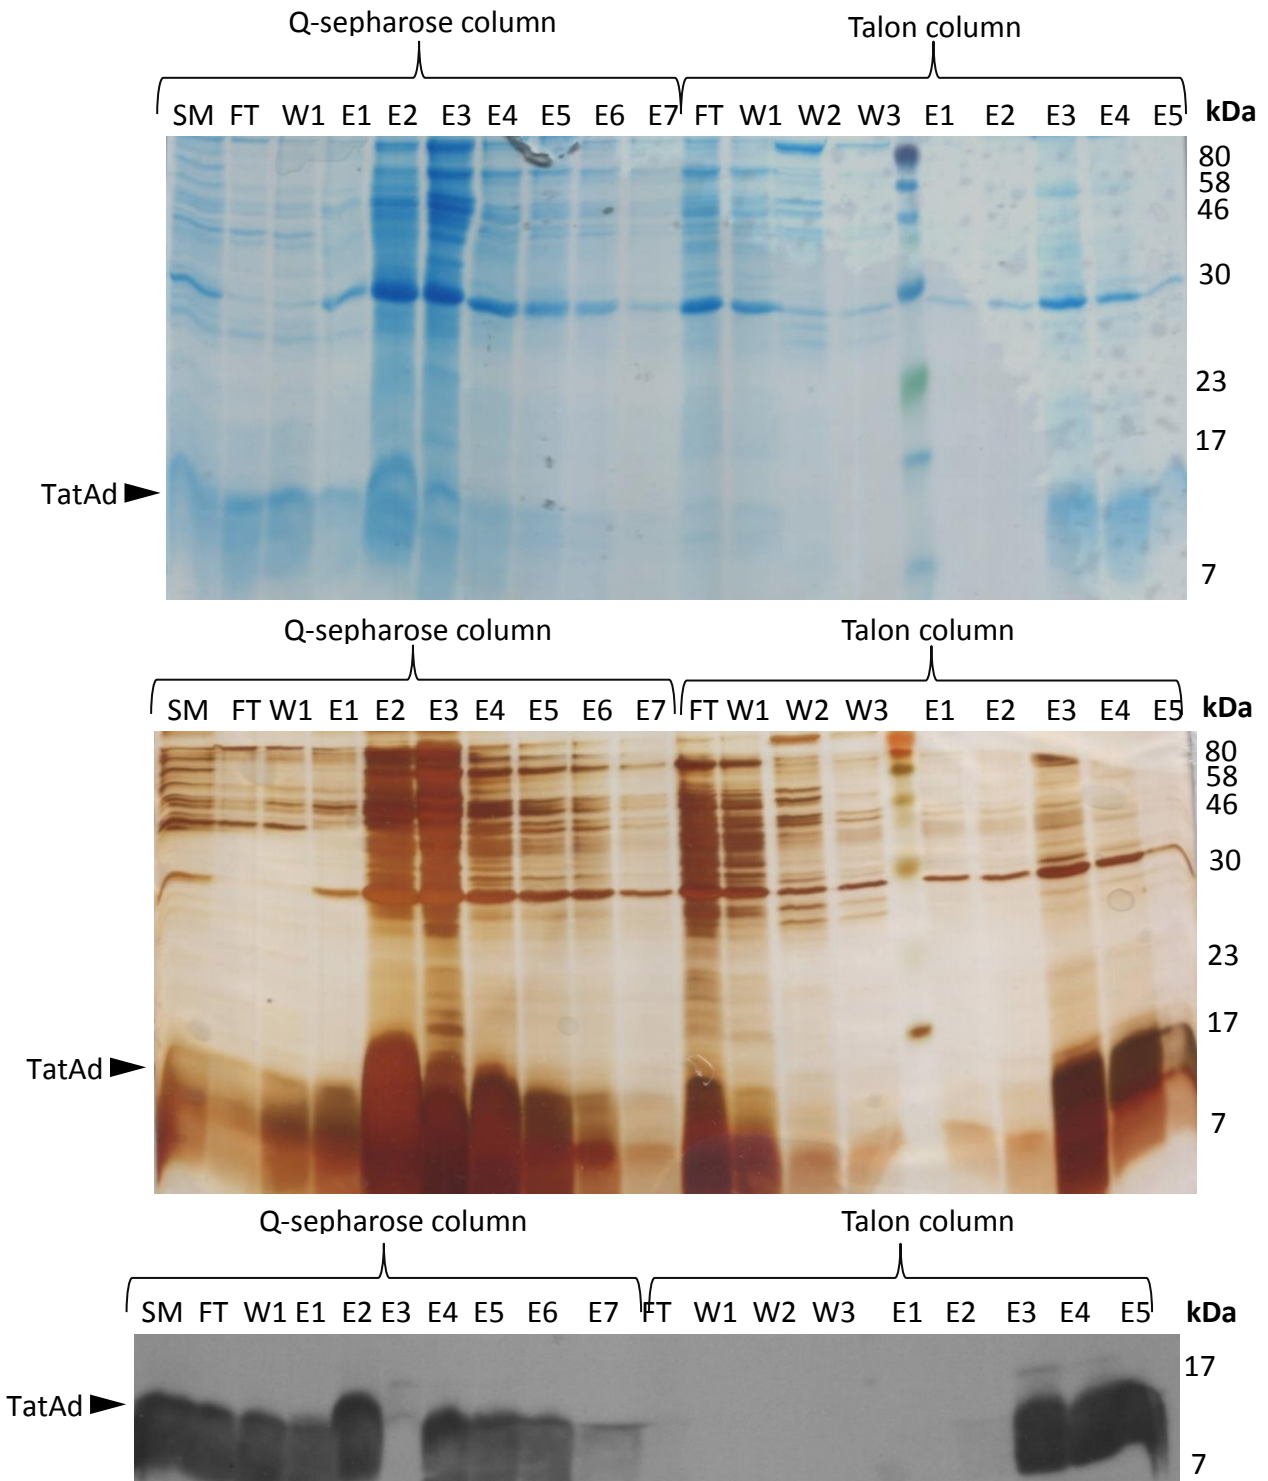 Q-sepharose column Talon column
SM FT W1 E1 E2 E3 E4 E5 E6 E7 FT W1 W2 W3 E1 E2 E3 E4 E5 kDa
80
58
46
30
23
17
TatAd
7
Q-sepharose column Talon column
SM FT W1 E1 E2 E3 E4 E5 E6 E7 FT W1 W2 W3 E1 E2 E3 E4 E5 kDa
80
58
46
30
23
17
TatAd
7
Q-sepharose column Talon column
SM FT W1 E1 E2 E3 E4 E5 E6 E7 FT W1 W2 W3 E1 E2 E3 E4 E5 kDa
17
TatAd
7